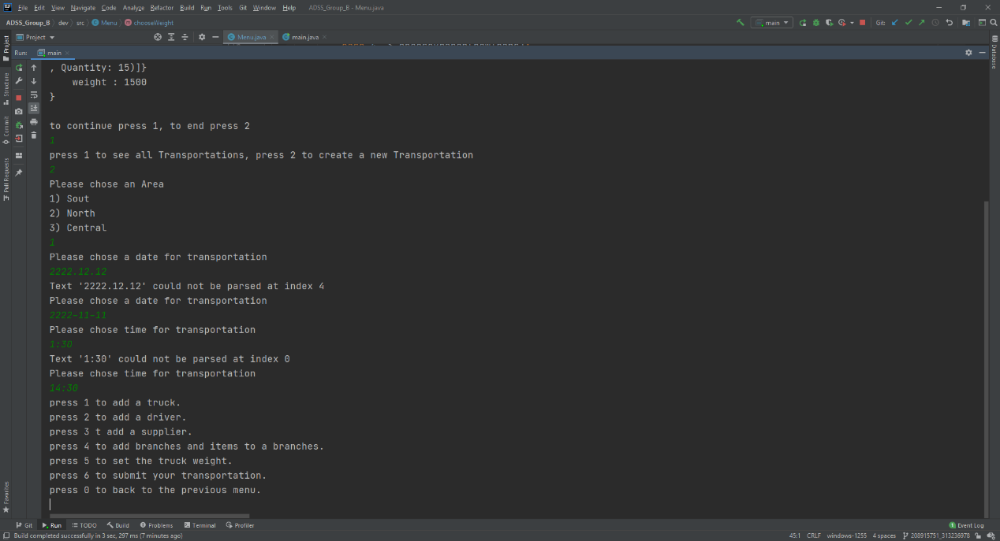 File Edit View Navigate Code Analyze Refactor Build Run Tools Git Window Help ADSS_Group_B - Menu.java
ADSS_Group_B dev src Menu chooseWeight main Git:
Project Menu.java main.java
Run: main
, Quantity: 15)]}
weight : 1500
}
to continue press 1, to end press 2
1
press 1 to see all Transportations, press 2 to create a new Transportation
2
Please chose an Area
1) Sout
2) North
3) Central
1
Please chose a date for transportation
2222.12.12
Text '2222.12.12' could not be parsed at index 4
Please chose a date for transportation
2222-11-11
Please chose time for transportation
1:30
Text '1:30' could not be parsed at index 0
Please chose time for transportation
14:30
press 1 to add a truck.
press 2 to add a driver.
press 3 t add a supplier.
press 4 to add branches and items to a branches.
press 5 to set the truck weight.
press 6 to submit your transportation.
press 0 to back to the previous menu.
Project
Structure
Commit
Pull Requests
Favorites
Database
Git Run TODO Build Problems Terminal Profiler 1 Event Log
Build completed successfully in 3 sec, 297 ms (7 minutes ago) 45:1 CRLF windows-1255 4 spaces 208915751_313236978